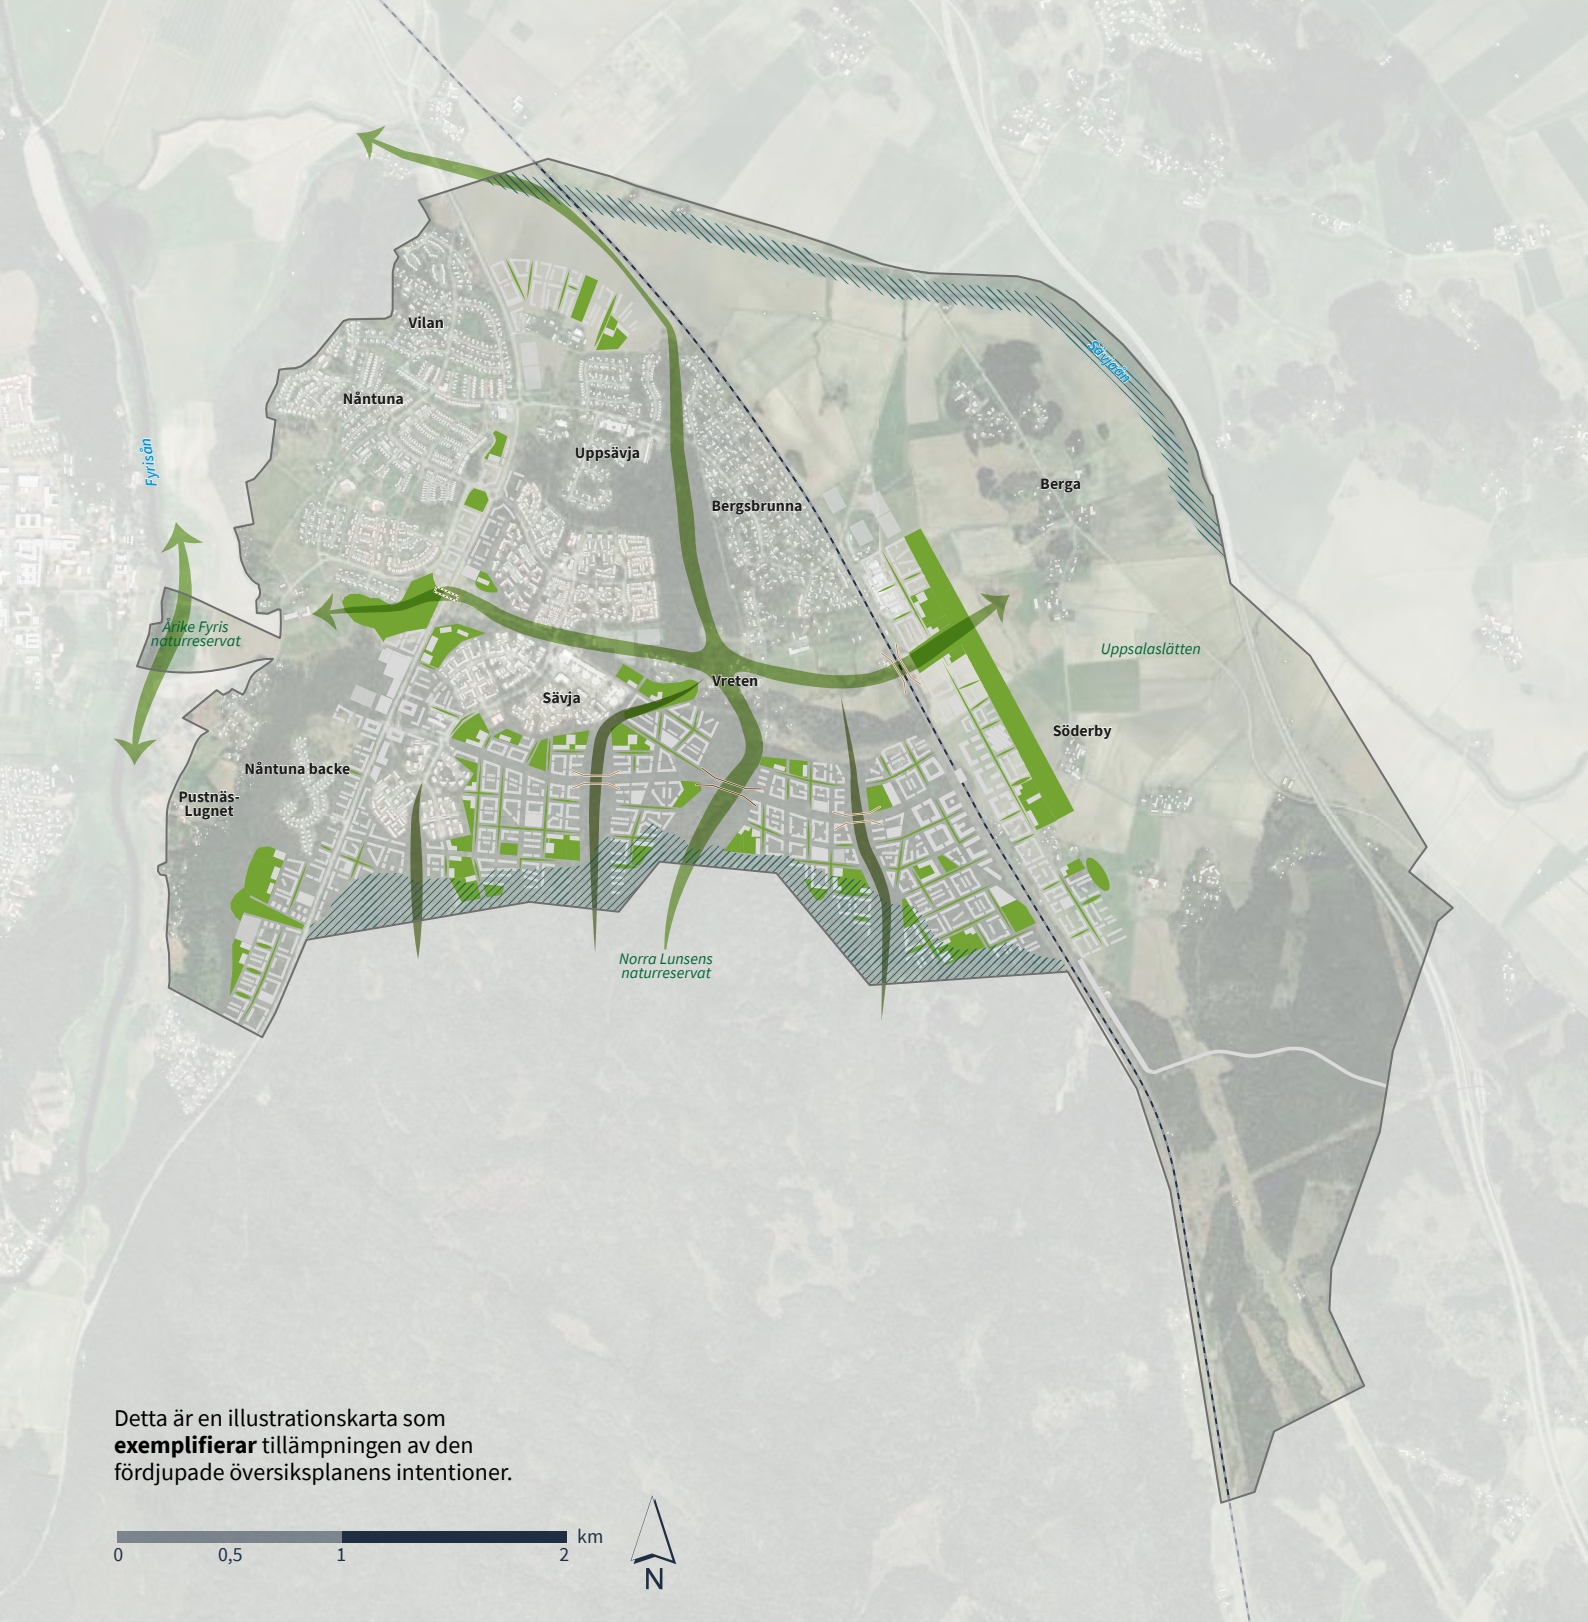 Vilan
Sävjaån
Nåntuna
Fyrisån
Uppsävja
Berga
Bergsbrunna
Årike Fyris
naturreservat
Uppsalaslätten
Vreten
Sävja
Söderby
Nåntuna backe
Pustnäs-
Lugnet
Norra Lunsens
naturreservat
Detta är en illustrationskarta som
exemplifierar tillämpningen av den
fördjupade översiksplanens intentioner.
km
0 0,5 1 2
N